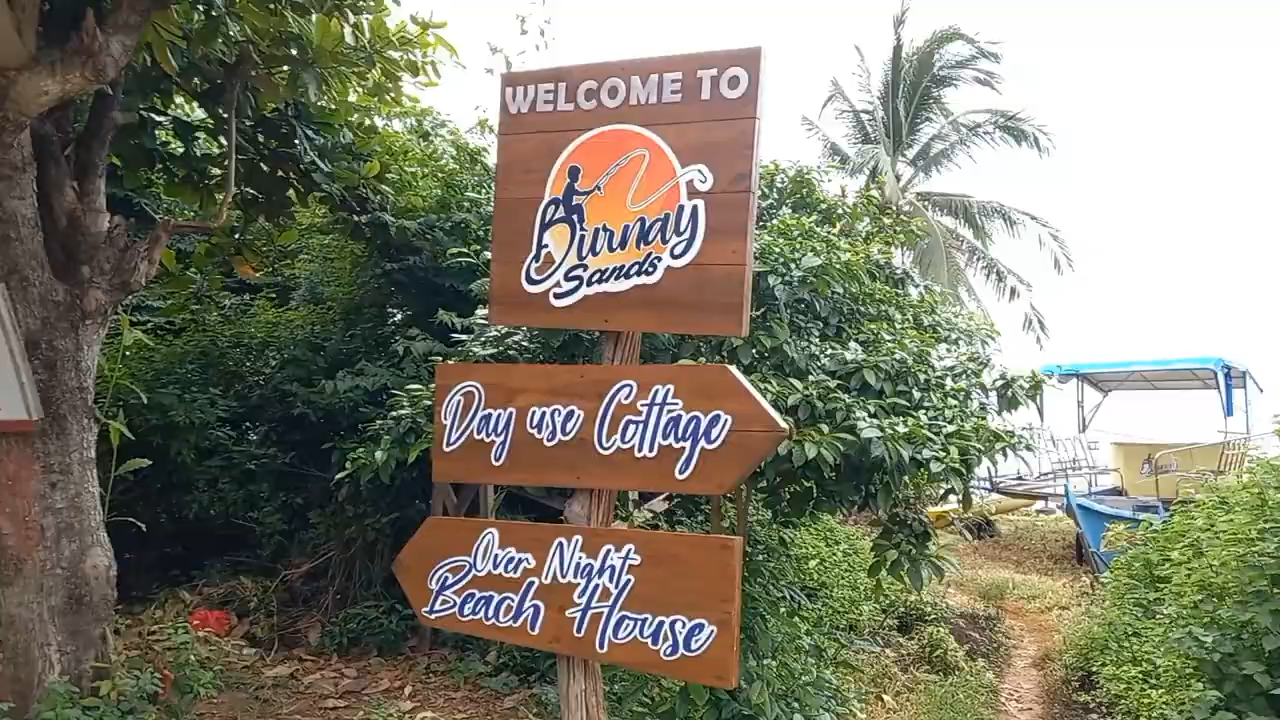 WELCOME TO
Burnay
Sands
Day use Cottage
Over Night
Beach House